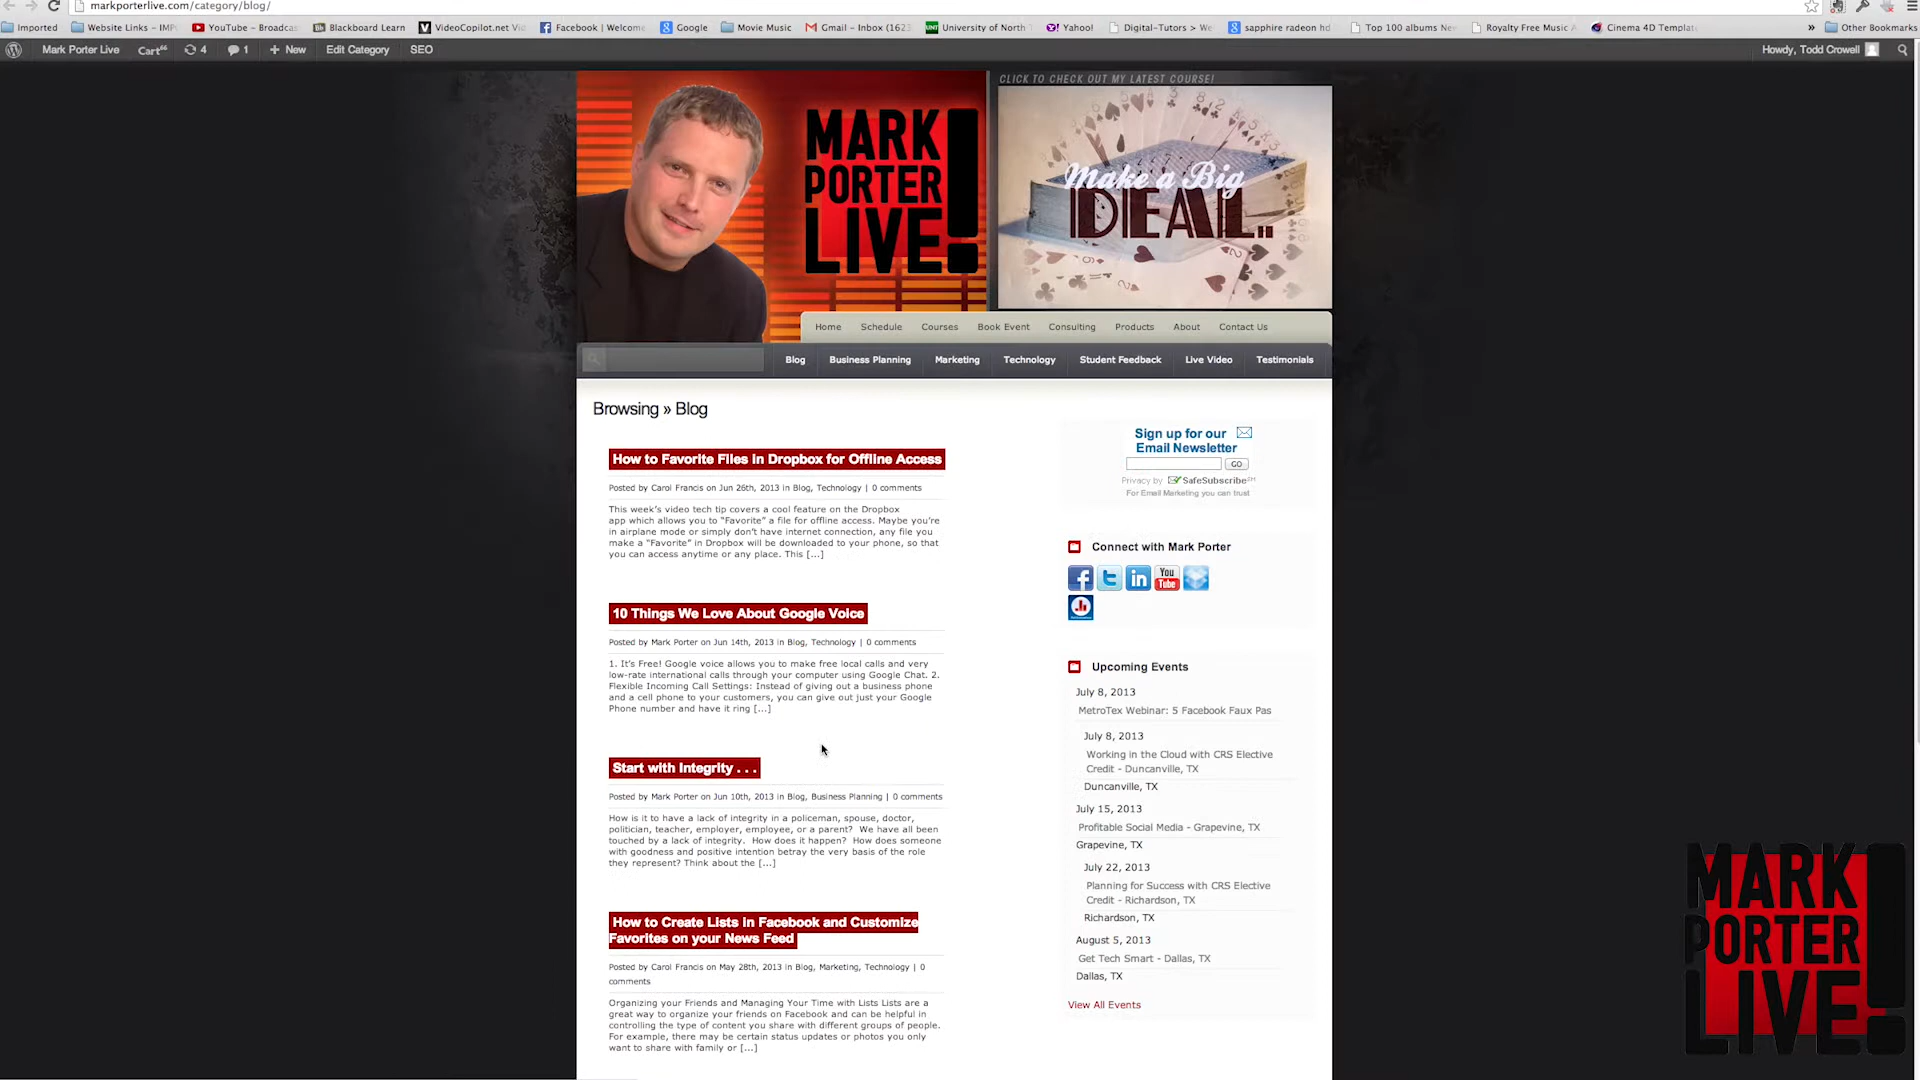 markporterlive.com/category/blog/
Imported
Website Links — IMP
YouTube - Broadcas
Blackboard Learn
VideoCopilot.net Vi
Facebook | Welcom
Google
Movie Music
Gmail - Inbox (162
University of North
Yahoo!
Digital-Tutors > We
sapphire radeon hd
Top 100 albums Ne
Royalty Free Music
Cinema 4D Templat
Other Bookmarks
Mark Porter Live
Cart66
4
1
+ New
Edit Category
SEO
Howdy, Todd Crowell
CLICK TO CHECK OUT MY LATEST COURSE!
MARK
PORTER
LIVE!
Make a Big
DEAL..
Home Schedule Courses Book Event Consulting Products About Contact Us
Blog Business Planning Marketing Technology Student Feedback Live Video Testimonials
Browsing » Blog
How to Favorite Files in Dropbox for Offline Access
Posted by Carol Francis on Jun 26th, 2013 in Blog, Technology | 0 comments
This week's video tech tip covers a cool feature on the Dropbox
app which allows you to “Favorite” a file for offline access. Maybe you're
in airplane mode or simply don't have internet connection, any file you
make a “Favorite” in Dropbox will be downloaded to your phone, so that
you can access anytime or any place. This [...]
10 Things We Love About Google Voice
Posted by Mark Porter on Jun 14th, 2013 in Blog, Technology | 0 comments
1. It's Free! Google voice allows you to make free local calls and very
low-rate international calls through your computer using Google Chat. 2.
Flexible Incoming Call Settings: Instead of giving out a business phone
and a cell phone to your customers, you can give out just your Google
Phone number and have it ring [...]
Start with Integrity . . .
Posted by Mark Porter on Jun 10th, 2013 in Blog, Business Planning | 0 comments
How is it to have a lack of integrity in a policeman, spouse, doctor,
politician, teacher, employer, employee, or a parent? We have all been
touched by a lack of integrity. How does it happen? How does someone
with goodness and positive intention betray the very basis of the role
they represent? Think about the [...]
How to Create Lists in Facebook and Customize
Favorites on your News Feed
Posted by Carol Francis on May 28th, 2013 in Blog, Marketing, Technology | 0
comments
Organizing your Friends and Managing Your Time with Lists Lists are a
great way to organize your friends on Facebook and can be helpful in
controlling the type of content you share with different groups of people.
For example, there may be certain status updates or photos you only
want to share with family or [...]
Sign up for our
Email Newsletter
GO
Privacy by SafeSubscribe℠
For Email Marketing you can trust
Connect with Mark Porter
You
Tube
Upcoming Events
July 8, 2013
MetroTex Webinar: 5 Facebook Faux Pas
July 8, 2013
Working in the Cloud with CRS Elective
Credit - Duncanville, TX
Duncanville, TX
July 15, 2013
Profitable Social Media - Grapevine, TX
Grapevine, TX
July 22, 2013
Planning for Success with CRS Elective
Credit - Richardson, TX
Richardson, TX
August 5, 2013
Get Tech Smart - Dallas, TX
Dallas, TX
View All Events
MARK
PORTER
LIVE!